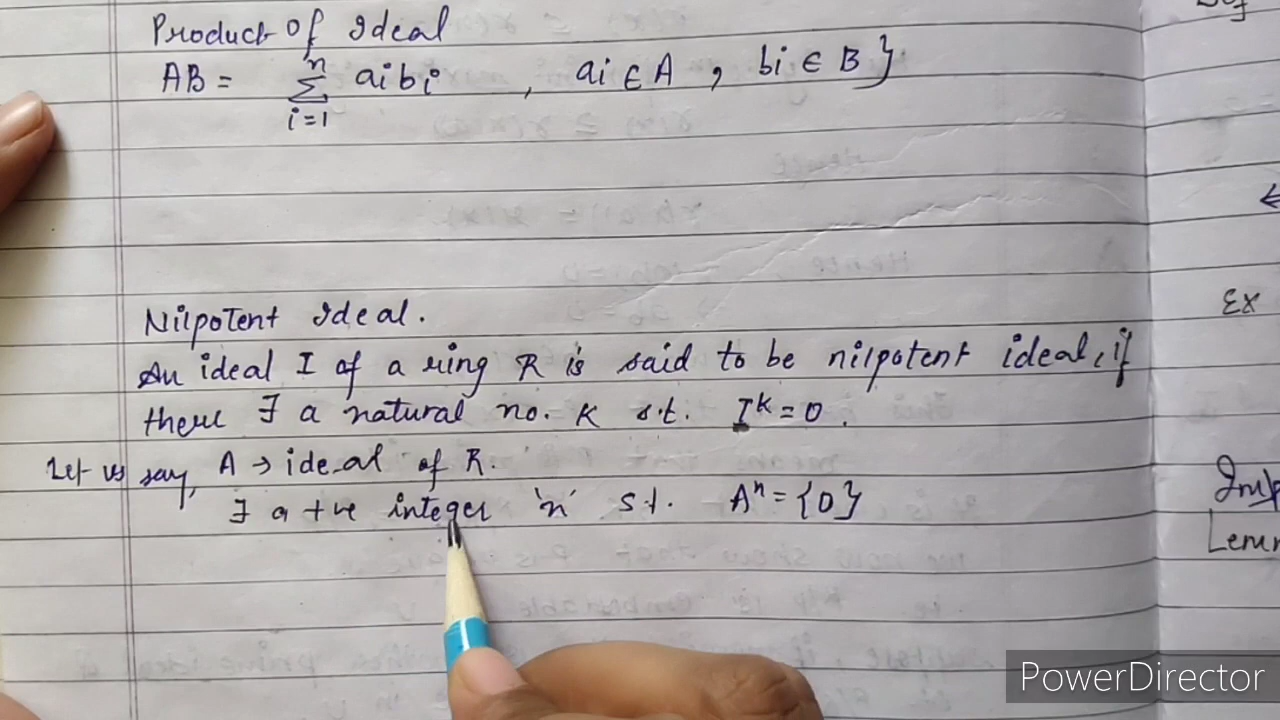 Product Of Ideal
AB = n∑i=1 aibi , ai ∈ A , bi ∈ B }
Nilpotent Ideal.
An ideal I of a ring R is said to be nilpotent ideal, if
there ∃ a natural no. K s.t. I^K = 0.
Let us say, A → ideal of R.
∃ a +ve integer 'n' s.t. A^n = {0}
←
Ex
PowerDirector